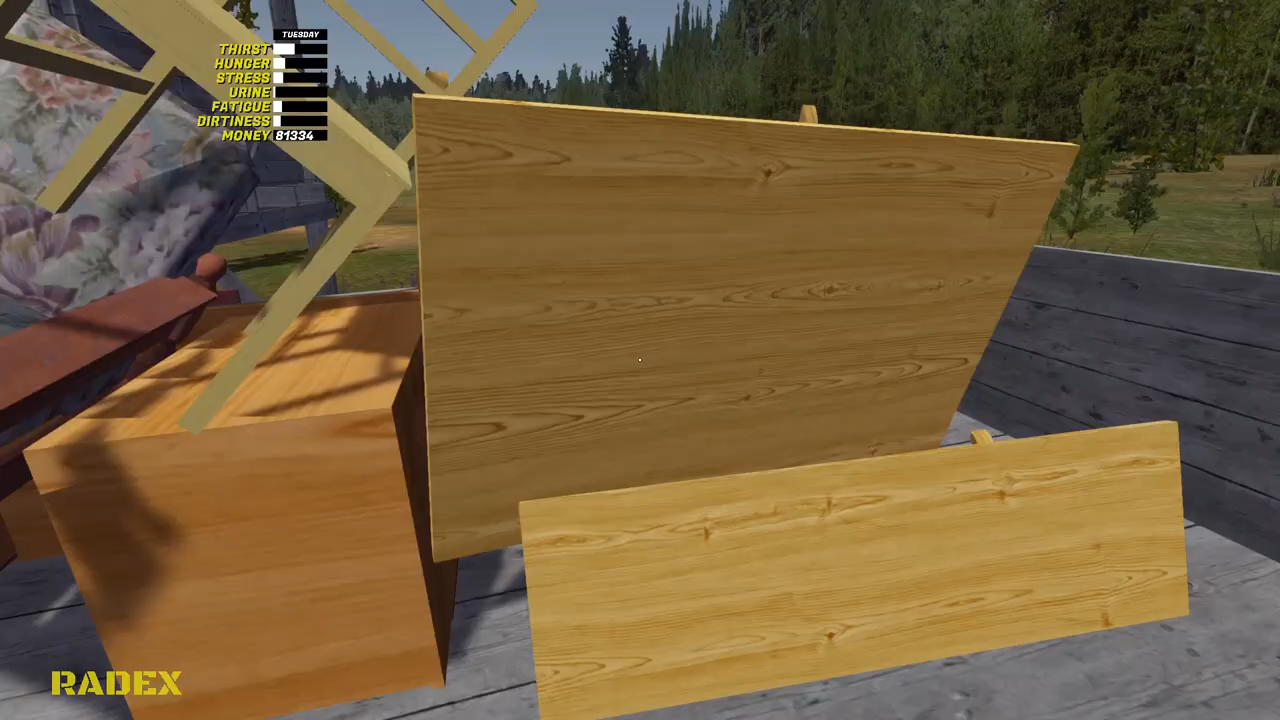 TUESDAY
THIRST
HUNGER
STRESS
URINE
FATIGUE
DIRTINESS
MONEY 81334
RADEX